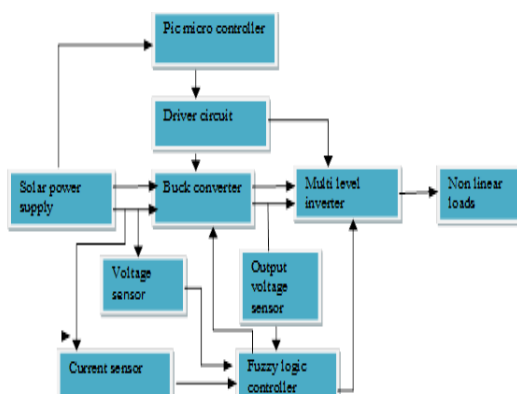 Pic micro controller
Driver circuit
Solar power
supply
Buck converter
Multi level
inverter
Non linear
loads
Voltage
sensor
Output
voltage
sensor
Current sensor
Fuzzy logic
controller